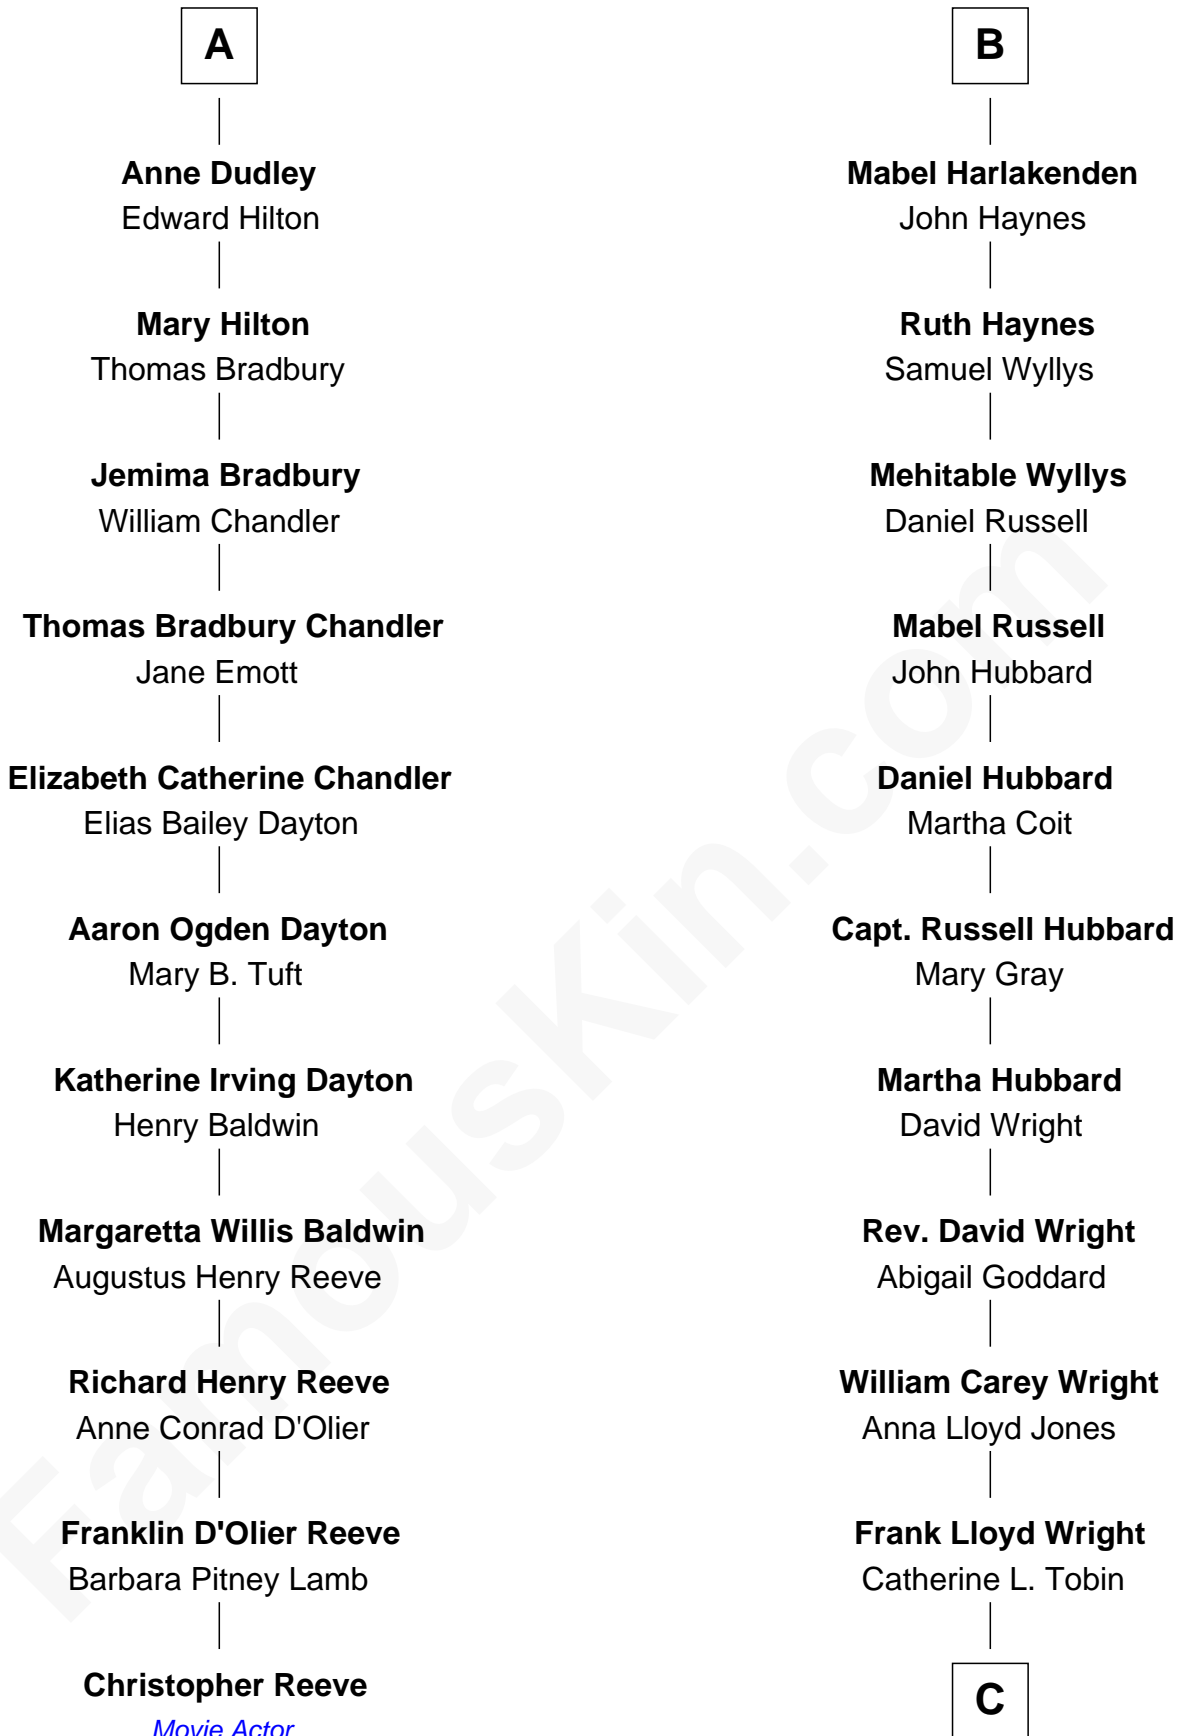 A
Anne Dudley
Edward Hilton
Mary Hilton
Thomas Bradbury
Jemima Bradbury
William Chandler
Thomas Bradbury Chandler
Jane Emott
Elizabeth Catherine Chandler
Elias Bailey Dayton
Aaron Ogden Dayton
Mary B. Tuft
Katherine Irving Dayton
Henry Baldwin
Margaretta Willis Baldwin
Augustus Henry Reeve
Richard Henry Reeve
Anne Conrad D'Olier
Franklin D'Olier Reeve
Barbara Pitney Lamb
Christopher Reeve
Movie Actor
B
Mabel Harlakenden
John Haynes
Ruth Haynes
Samuel Wyllys
Mehitable Wyllys
Daniel Russell
Mabel Russell
John Hubbard
Daniel Hubbard
Martha Coit
Capt. Russell Hubbard
Mary Gray
Martha Hubbard
David Wright
Rev. David Wright
Abigail Goddard
William Carey Wright
Anna Lloyd Jones
Frank Lloyd Wright
Catherine L. Tobin
C
FamousKin.com